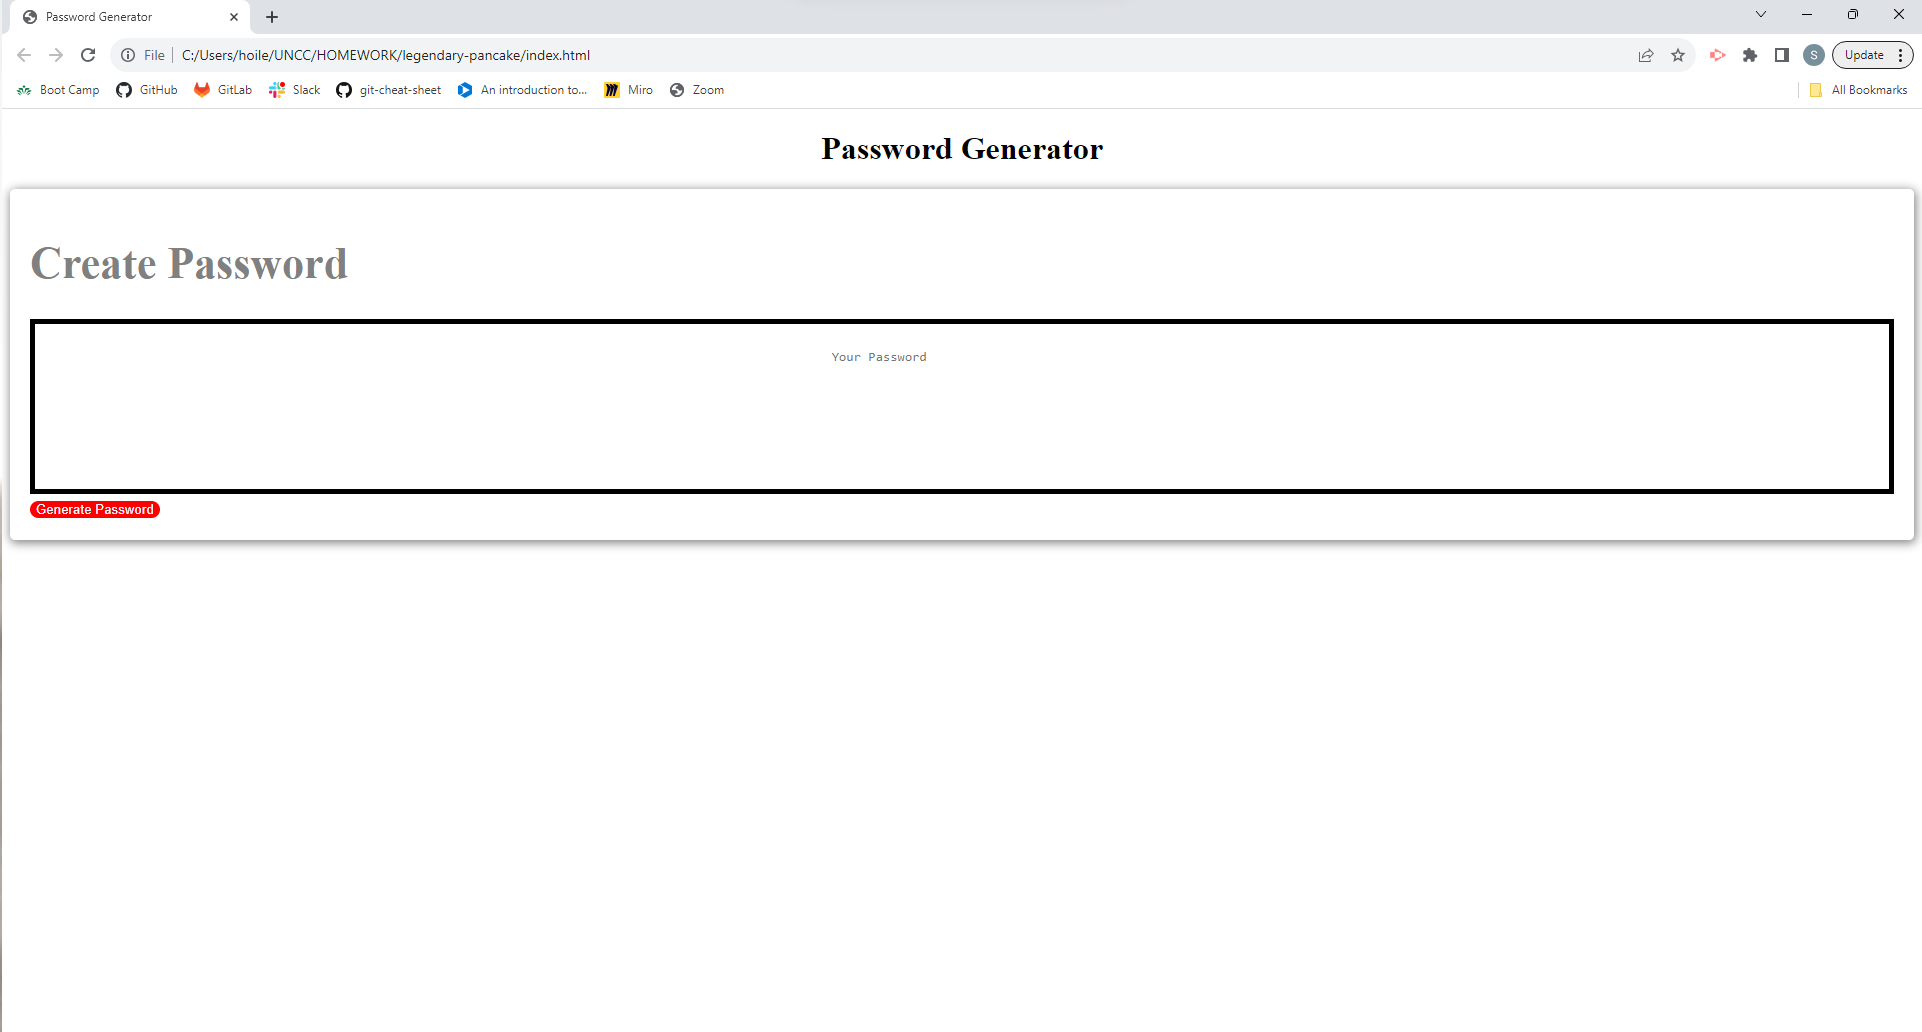 Password Generator
File C:/Users/hoile/UNCC/HOMEWORK/legendary-pancake/index.html S Update
Boot Camp GitHub GitLab Slack git-cheat-sheet An introduction to... Miro Zoom All Bookmarks
Password Generator
Create Password
Your Password
Generate Password